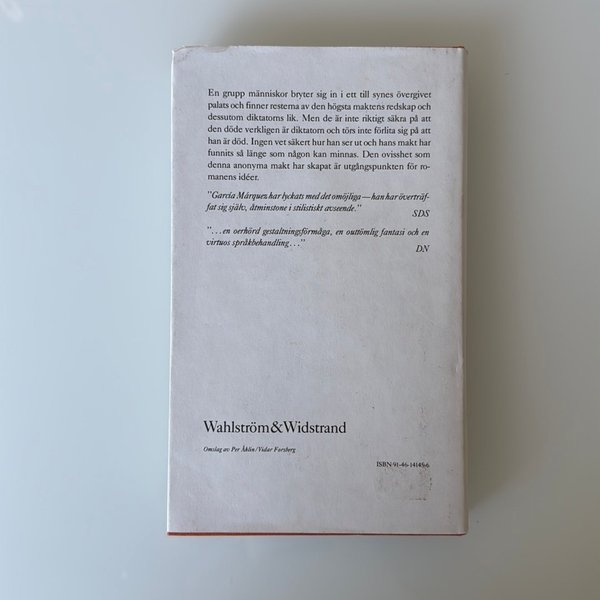 En grupp människor bryter sig in i ett till synes övergivet
palats och finner resterna av den högsta maktens redskap och
dessutom diktatorns lik. Men de är inte riktigt säkra på att
den döde verkligen är diktatorn och törs inte förlita sig på att
han är död. Ingen vet säkert hur han ser ut och hans makt har
funnits så länge som någon kan minnas. Den ovisshet som
denna anonyma makt har skapat är utgångspunkten för ro-
manens idéer.
"García Márquez har lyckats med det omöjliga — han har överträf-
fat sig själv, åtminstone i stilistiskt avseende."
SDS
"...en oerhörd gestaltningsförmåga, en outtömlig fantasi och en
virtuos språkbehandling..."
DN
Wahlström & Widstrand
Omslag av Per Åhlin/Vidar Forsberg
ISBN 91-46-14145-6